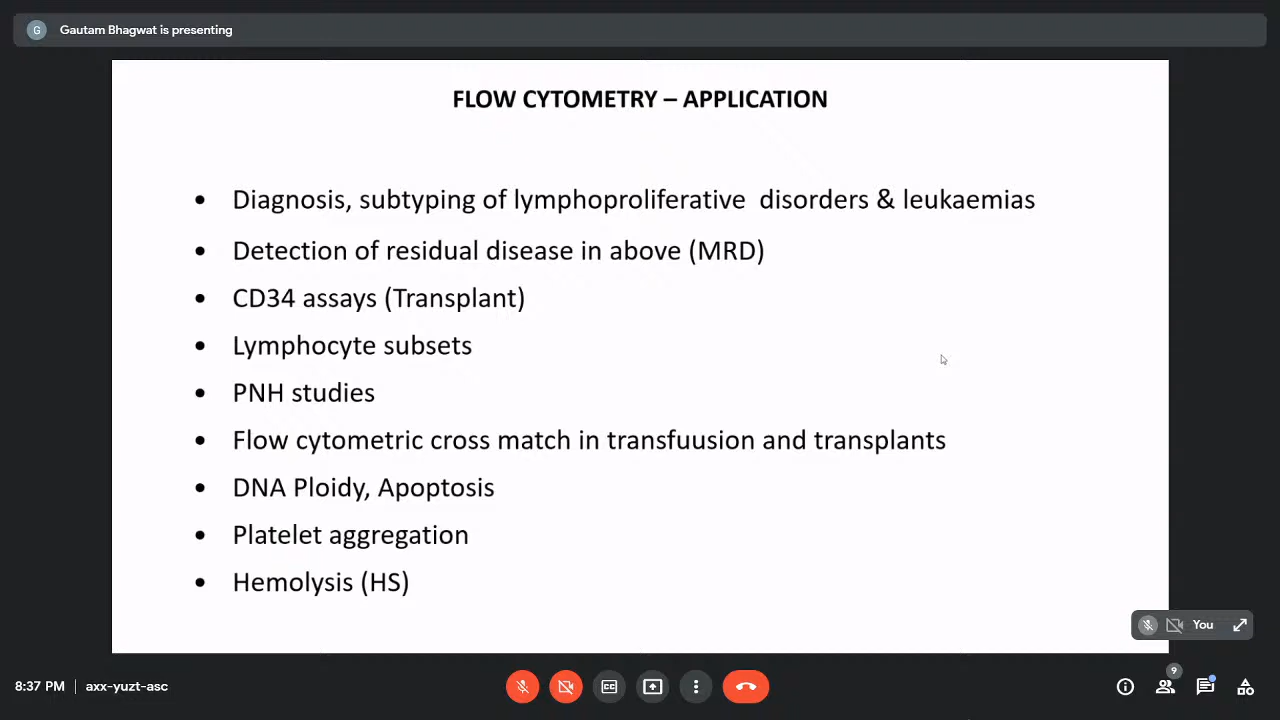 G Gautam Bhagwat is presenting
FLOW CYTOMETRY – APPLICATION
• Diagnosis, subtyping of lymphoproliferative disorders & leukaemias
• Detection of residual disease in above (MRD)
• CD34 assays (Transplant)
• Lymphocyte subsets
• PNH studies
• Flow cytometric cross match in transfuusion and transplants
• DNA Ploidy, Apoptosis
• Platelet aggregation
• Hemolysis (HS)
You
8:37 PM | axx-yuzt-asc
CC
9